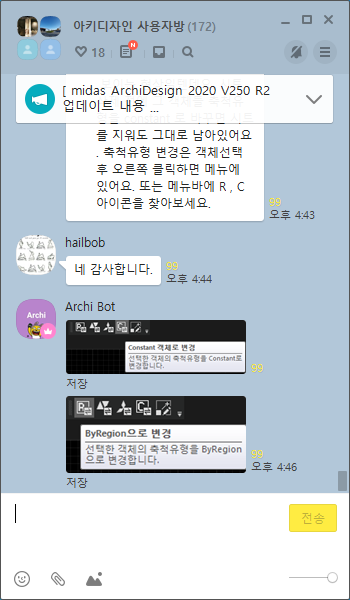 아키디자인 사용자방 (172)
18
N
[ midas ArchiDesign 2020 V250 R2
업데이트 내용 ...
를 지워도 그대로 남아있어요
. 축척유형 변경은 객체선택
후 오른쪽 클릭하면 메뉴에
있어요. 또는 메뉴바에 R , C
아이콘을 찾아보세요.
99
오후 4:43
hailbob
네 감사합니다.
99
오후 4:44
Archi
Archi Bot
Constant 객체로 변경
선택한 객체의 축척유형을 Constant로
변경합니다.
99
저장
ByRegion으로 변경
선택한 객체의 축척유형을 ByRegion
으로 변경합니다.
99
오후 4:46
저장
전송